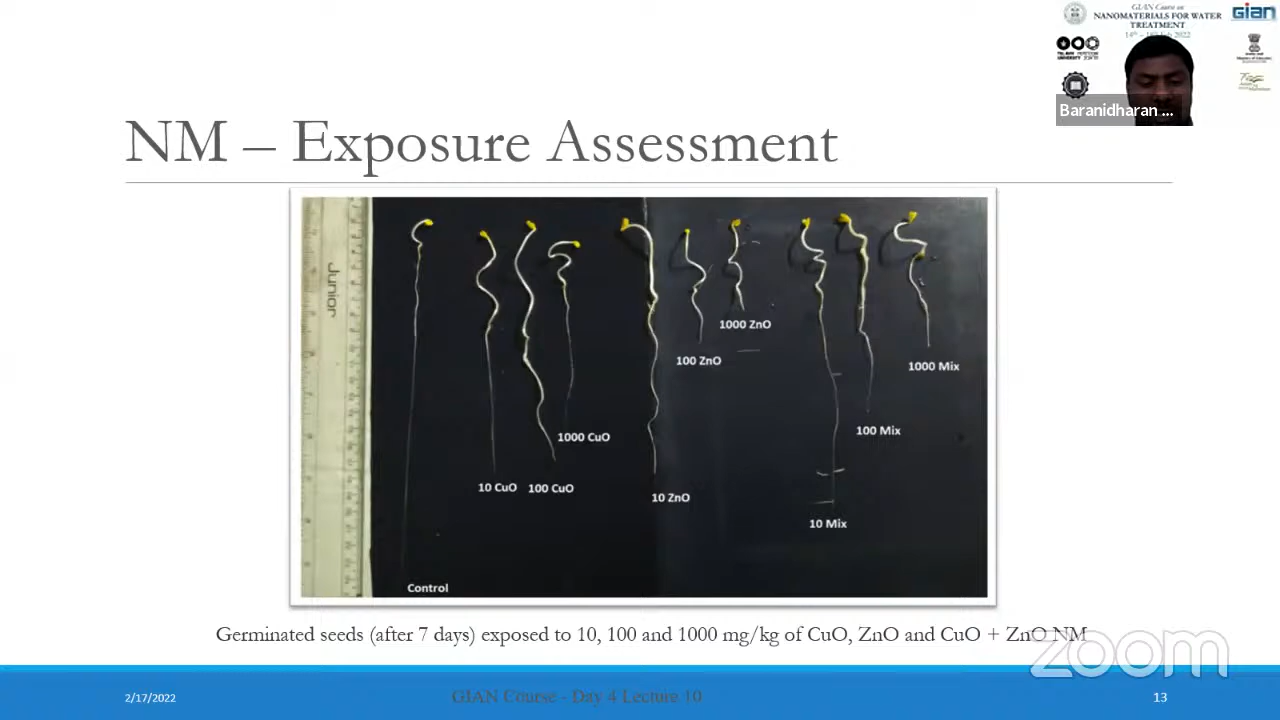 GIAN Course on
NANOMATERIALS FOR WATER
TREATMENT
14th – 18th Feb 2022
gian
Baranidharan ...
NM – Exposure Assessment
Junior
1000 ZnO
100 ZnO
1000 Mix
100 Mix
1000 CuO
10 CuO
100 CuO
10 ZnO
10 Mix
Control
Germinated seeds (after 7 days) exposed to 10, 100 and 1000 mg/kg of CuO, ZnO and CuO + ZnO NM
zoom
2/17/2022
GIAN Course - Day 4 Lecture 10
13